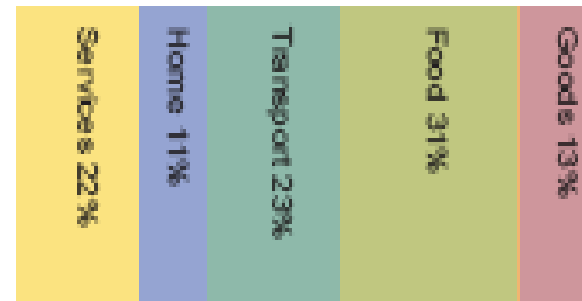 Services 22%
Home 11%
Transport 23%
Food 31%
Goods 13%